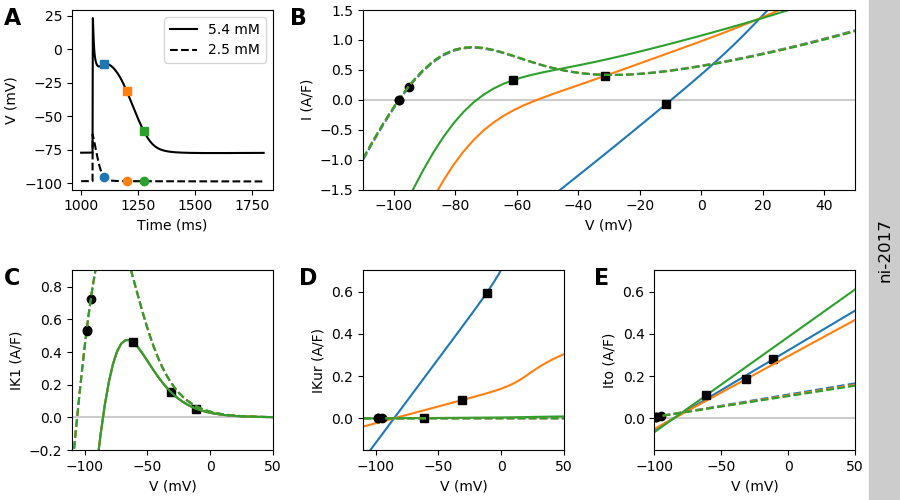 A
V (mV)
25
0
−25
−50
−75
−100
5.4 mM
2.5 mM
1000
1250
1500
1750
Time (ms)
B
I (A/F)
1.5
1.0
0.5
0.0
−0.5
−1.0
−1.5
−100
−80
−60
−40
−20
0
20
40
V (mV)
ni-2017
C
IK1 (A/F)
0.8
0.6
0.4
0.2
0.0
−0.2
−100
−50
0
50
V (mV)
D
IKur (A/F)
0.6
0.4
0.2
0.0
−100
−50
0
50
V (mV)
E
Ito (A/F)
0.6
0.4
0.2
0.0
−100
−50
0
50
V (mV)